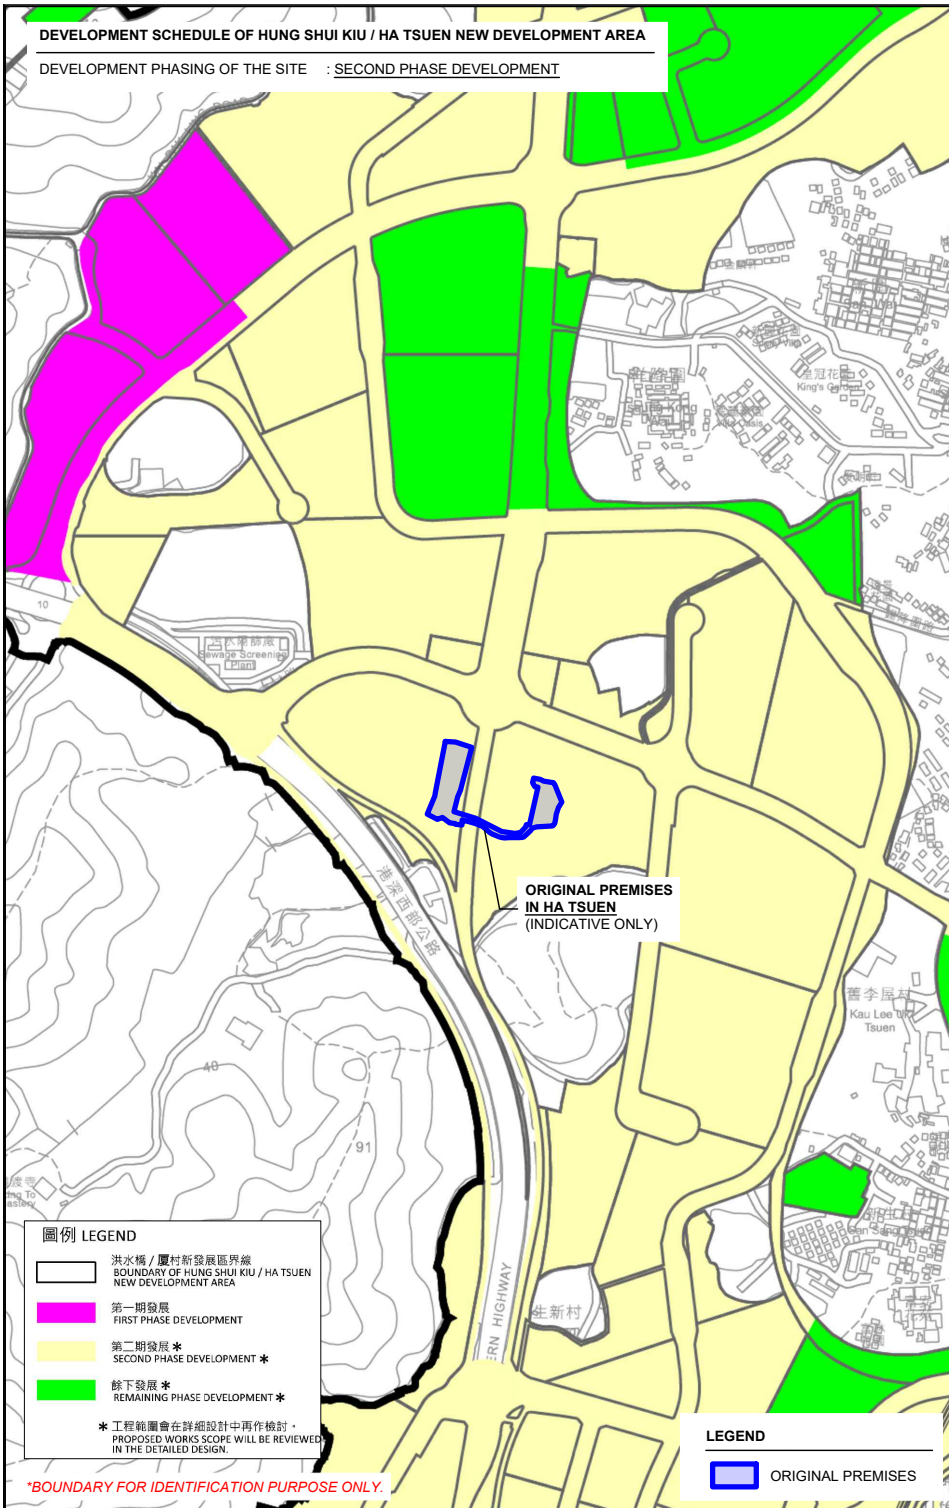 DEVELOPMENT SCHEDULE OF HUNG SHUI KIU / HA TSUEN NEW DEVELOPMENT AREA
DEVELOPMENT PHASING OF THE SITE : SECOND PHASE DEVELOPMENT
King's Garden
10
Sewage Screening
Plant
港深西部公路
ORIGINAL PREMISES
IN HA TSUEN
(INDICATIVE ONLY)
舊李屋村
Kau Lee Uk
Tsuen
40
91
生新村
ERN HIGHWAY
圖例 LEGEND
洪水橋 / 厦村新發展區界線
BOUNDARY OF HUNG SHUI KIU / HA TSUEN
NEW DEVELOPMENT AREA
第一期發展
FIRST PHASE DEVELOPMENT
第二期發展 *
SECOND PHASE DEVELOPMENT *
餘下發展 *
REMAINING PHASE DEVELOPMENT *
* 工程範圍會在詳細設計中再作檢討。
PROPOSED WORKS SCOPE WILL BE REVIEWED
IN THE DETAILED DESIGN.
*BOUNDARY FOR IDENTIFICATION PURPOSE ONLY.
LEGEND
ORIGINAL PREMISES